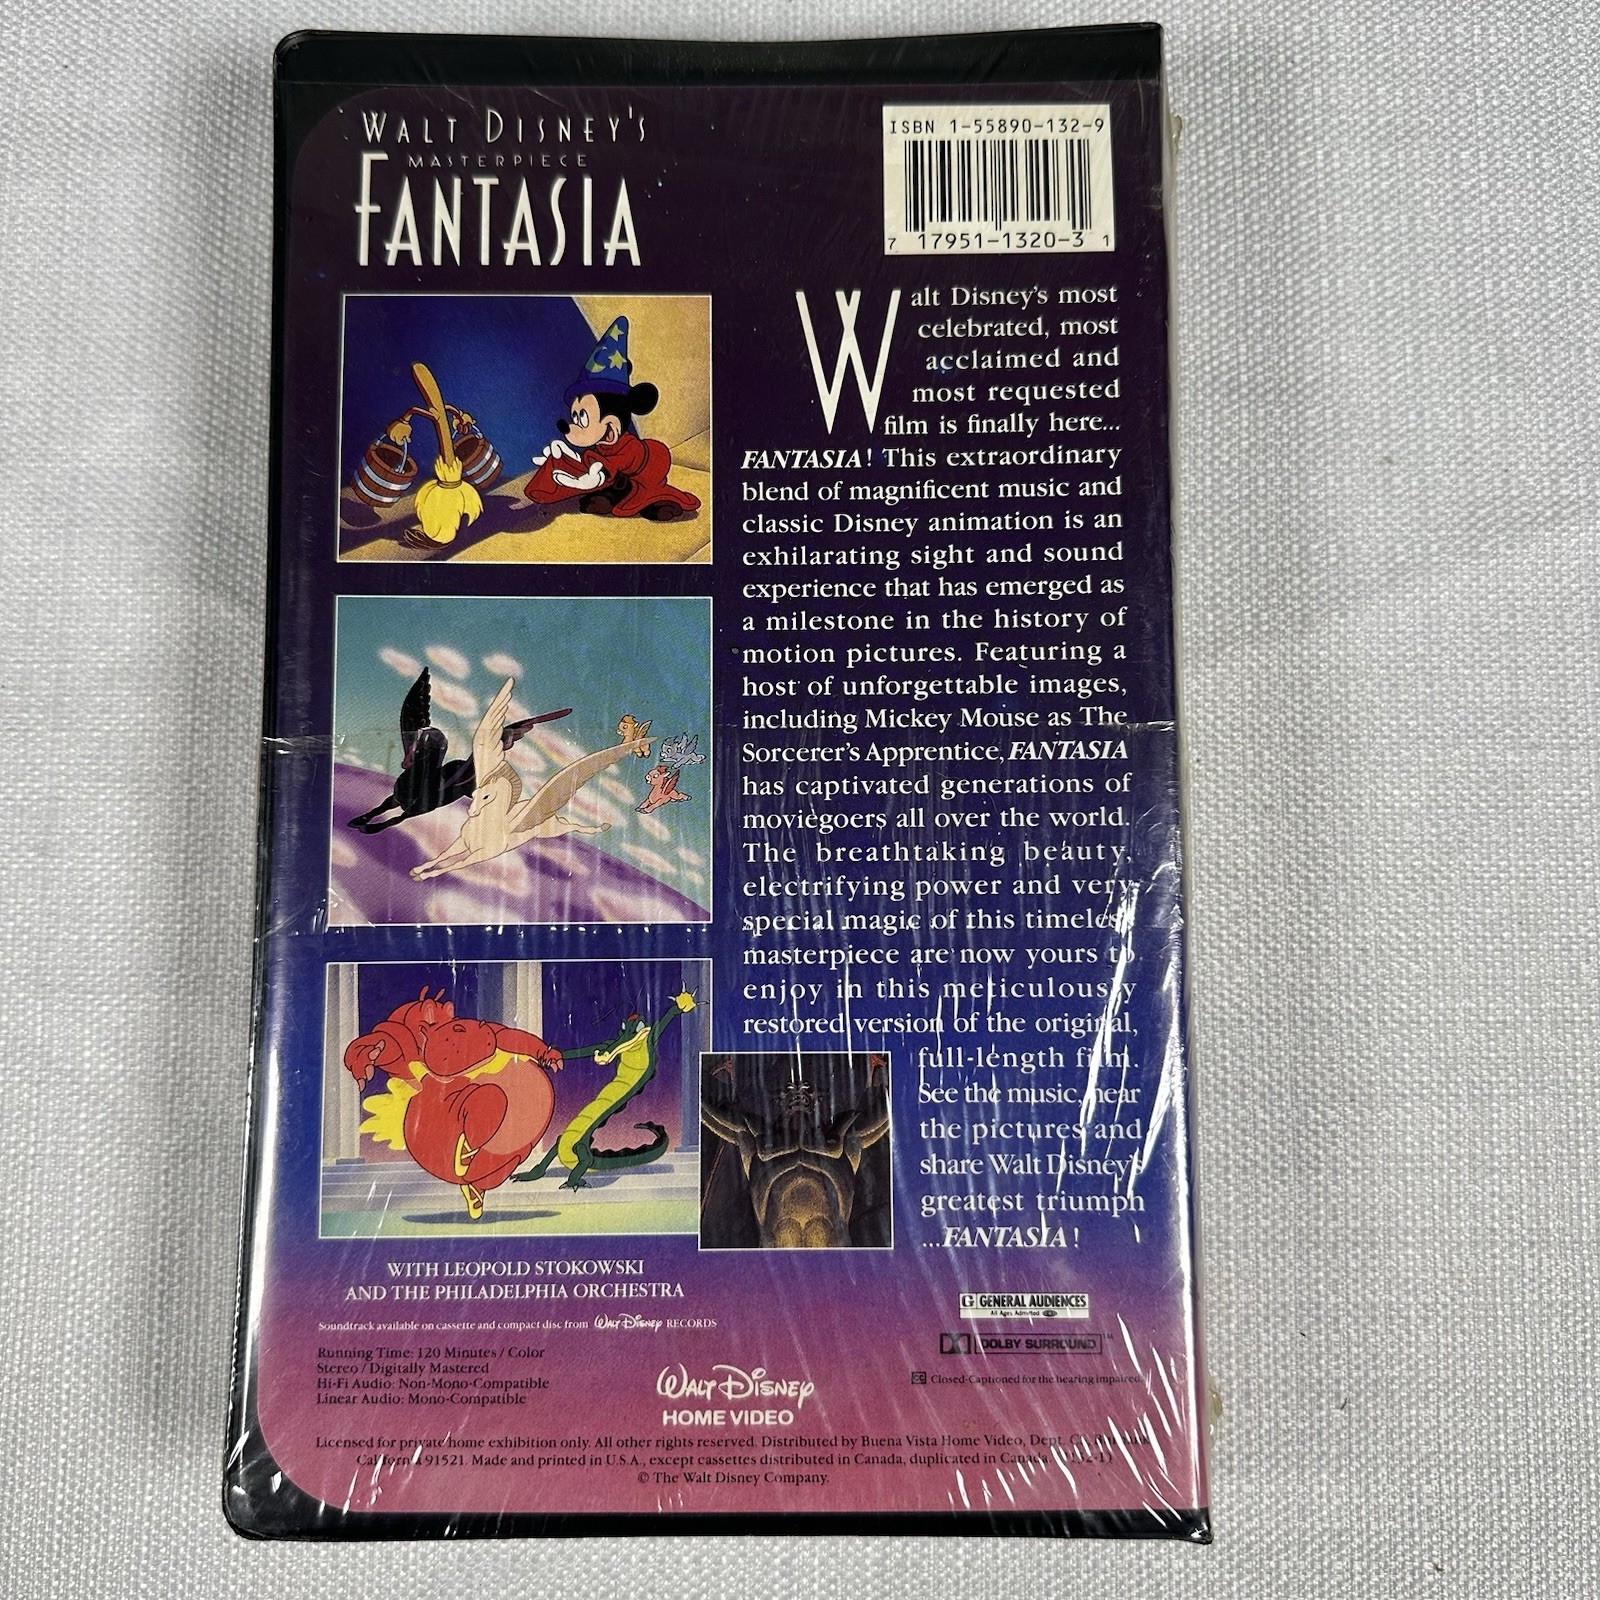 WALT DISNEY'S
MASTERPIECE
FANTASIA
ISBN 1-55890-132-9
7 17951-1320-3 1
Walt Disney's most
celebrated, most
acclaimed and
most requested
film is finally here...
FANTASIA! This extraordinary
blend of magnificent music and
classic Disney animation is an
exhilarating sight and sound
experience that has emerged as
a milestone in the history of
motion pictures. Featuring a
host of unforgettable images,
including Mickey Mouse as The
Sorcerer's Apprentice, FANTASIA
has captivated generations of
moviegoers all over the world.
The breathtaking beauty,
electrifying power and very
special magic of this timeless
masterpiece are now yours to
enjoy in this meticulously
restored version of the original,
full-length film.
See the music, hear
the pictures and
share Walt Disney's
greatest triumph
...FANTASIA!
WITH LEOPOLD STOKOWSKI
AND THE PHILADELPHIA ORCHESTRA
Soundtrack available on cassette and compact disc from Walt Disney RECORDS
Running Time: 120 Minutes / Color
Stereo / Digitally Mastered
Hi-Fi Audio: Non-Mono-Compatible
Linear Audio: Mono-Compatible
G GENERAL AUDIENCES
All Ages Admitted
DOLBY SURROUND™
CC Closed-Captioned for the hearing impaired.
Walt Disney
HOME VIDEO
Licensed for private home exhibition only. All other rights reserved. Distributed by Buena Vista Home Video, Dept.
California 91521. Made and printed in U.S.A., except cassettes distributed in Canada, duplicated in Canada.
© The Walt Disney Company.